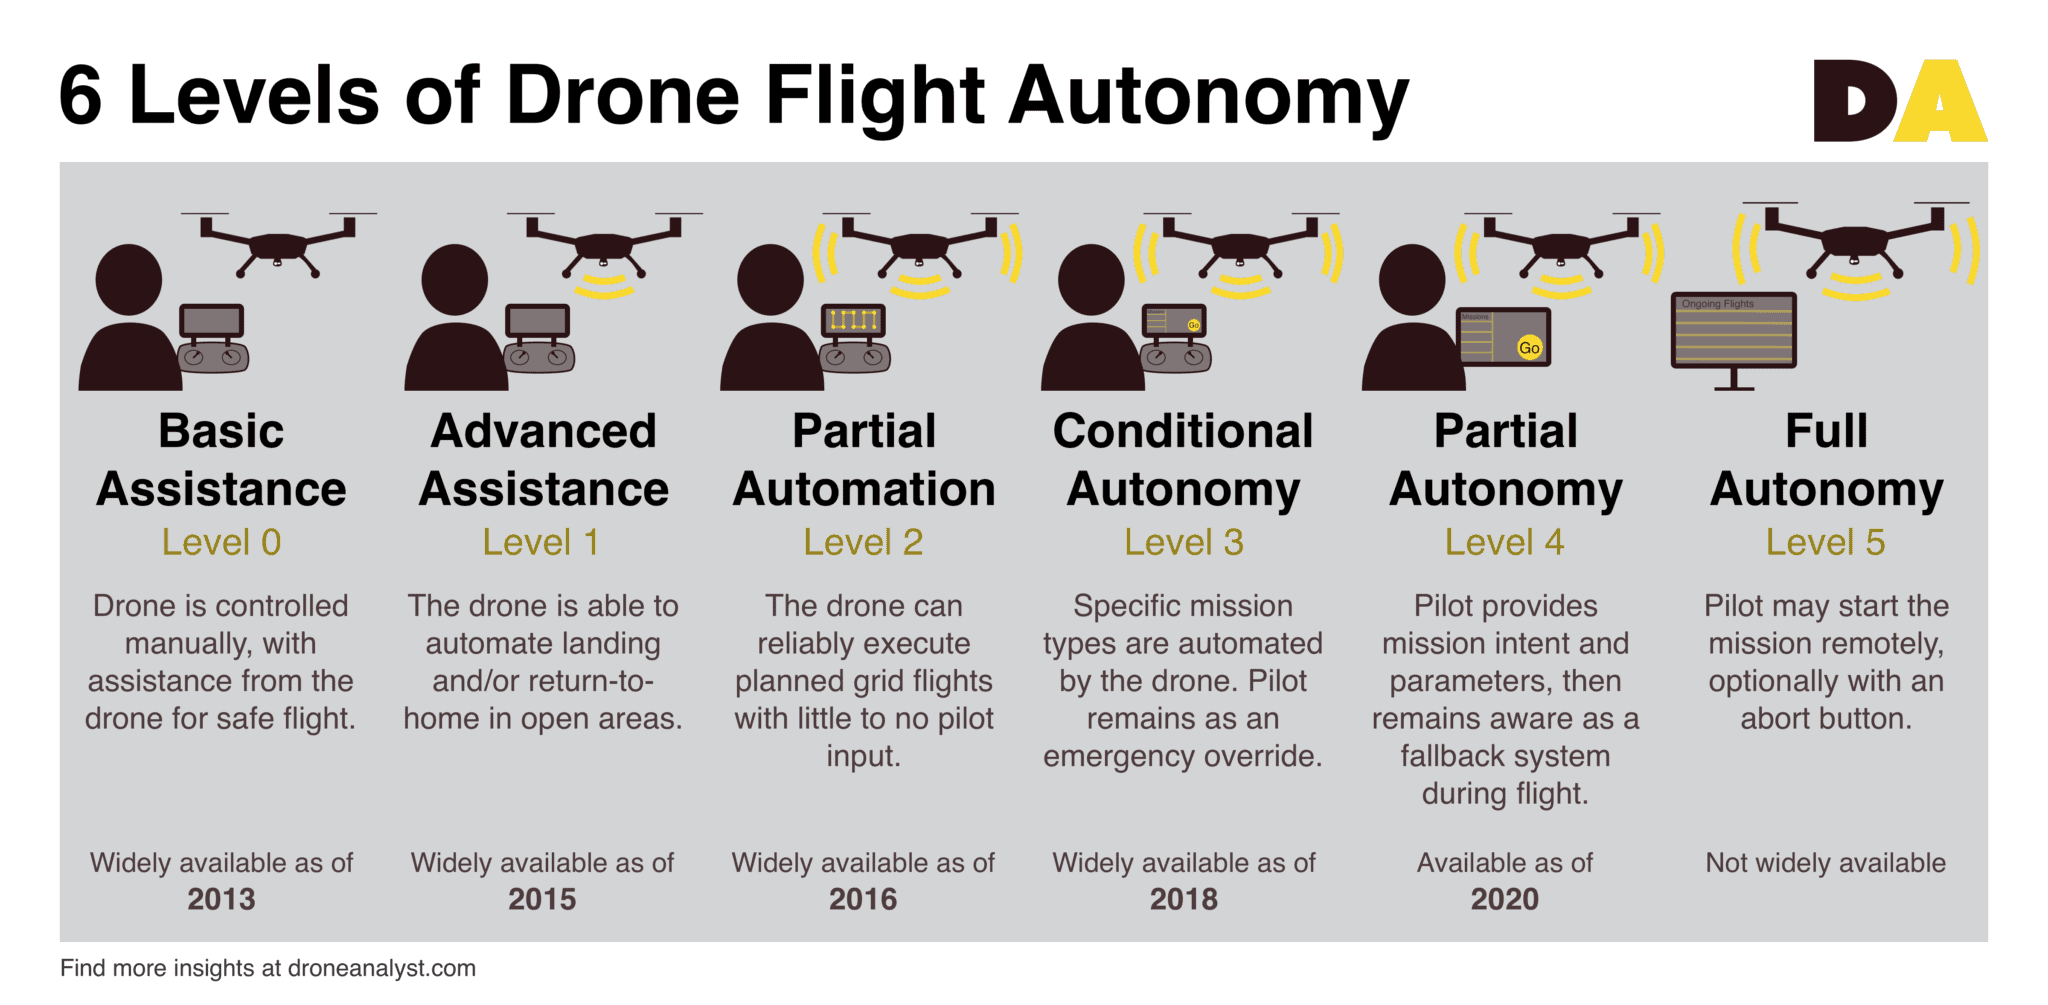 6 Levels of Drone Flight Autonomy
DA
Missions
Go
Missions
Go
Ongoing Flights
Basic
Assistance
Level 0
Drone is controlled
manually, with
assistance from the
drone for safe flight.
Widely available as of
2013
Advanced
Assistance
Level 1
The drone is able to
automate landing
and/or return-to-
home in open areas.
Widely available as of
2015
Partial
Automation
Level 2
The drone can
reliably execute
planned grid flights
with little to no pilot
input.
Widely available as of
2016
Conditional
Autonomy
Level 3
Specific mission
types are automated
by the drone. Pilot
remains as an
emergency override.
Widely available as of
2018
Partial
Autonomy
Level 4
Pilot provides
mission intent and
parameters, then
remains aware as a
fallback system
during flight.
Available as of
2020
Full
Autonomy
Level 5
Pilot may start the
mission remotely,
optionally with an
abort button.
Not widely available
Find more insights at droneanalyst.com